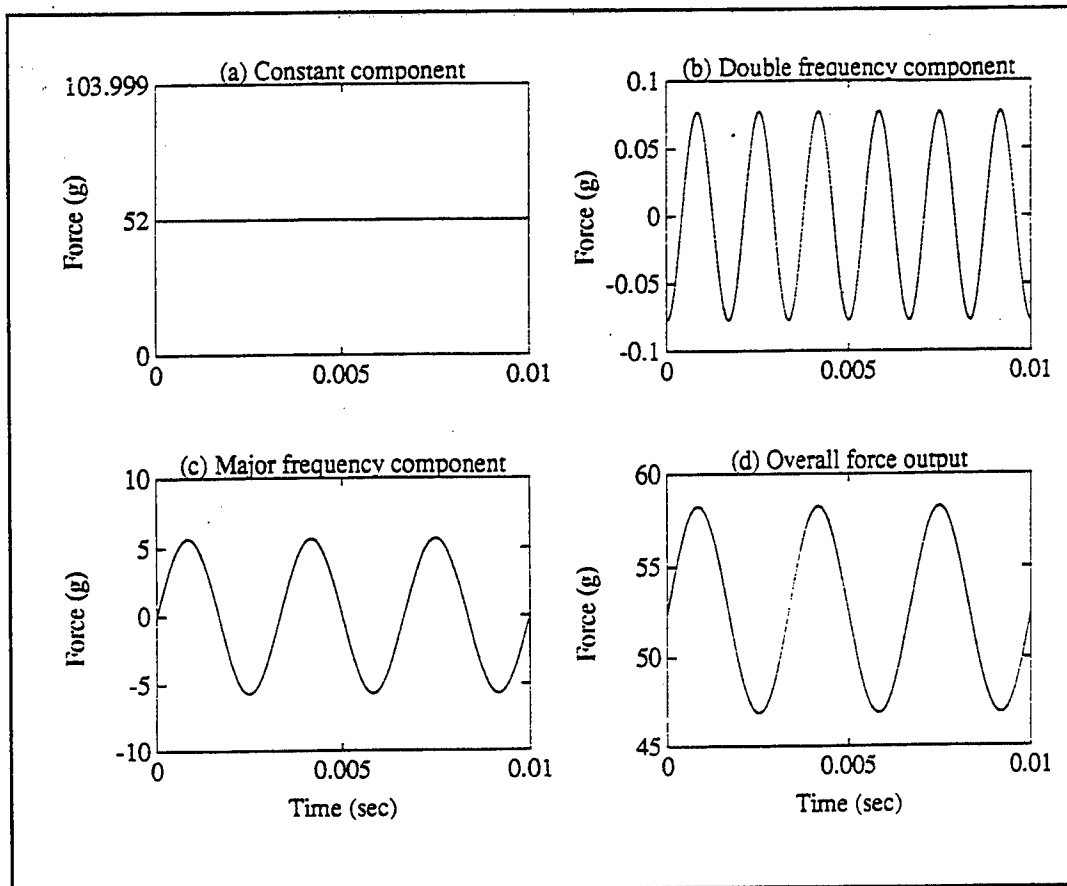 (a) Constant component
103.999
52
0
Force (g)
0
0.005
0.01
(b) Double frequency component
0.1
0.05
0
-0.05
-0.1
Force (g)
0
0.005
0.01
(c) Major frequency component
10
5
0
-5
-10
Force (g)
0
0.005
0.01
Time (sec)
(d) Overall force output
60
55
50
45
Force (g)
0
0.005
0.01
Time (sec)